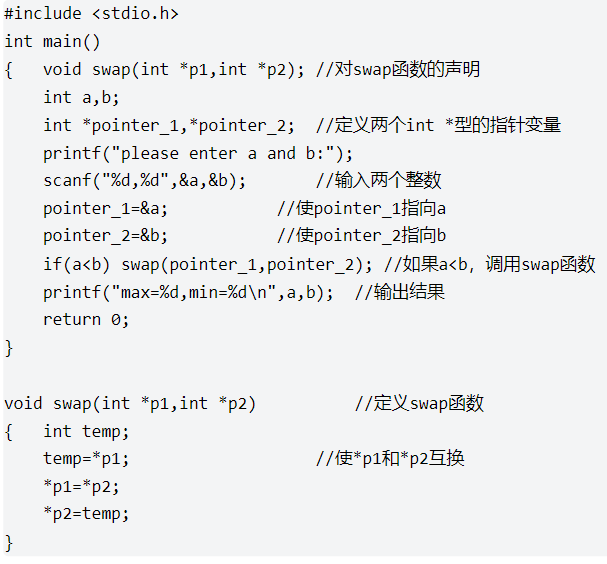 #include <stdio.h>
int main()
{   void swap(int *p1,int *p2); //对swap函数的声明
    int a,b;
    int *pointer_1,*pointer_2;  //定义两个int *型的指针变量
    printf("please enter a and b:");
    scanf("%d,%d",&a,&b);       //输入两个整数
    pointer_1=&a;           //使pointer_1指向a
    pointer_2=&b;           //使pointer_2指向b
    if(a<b) swap(pointer_1,pointer_2); //如果a<b，调用swap函数
    printf("max=%d,min=%d\n",a,b);  //输出结果
    return 0;
}

void swap(int *p1,int *p2)          //定义swap函数
{   int temp;
    temp=*p1;                   //使*p1和*p2互换
    *p1=*p2;
    *p2=temp;
}